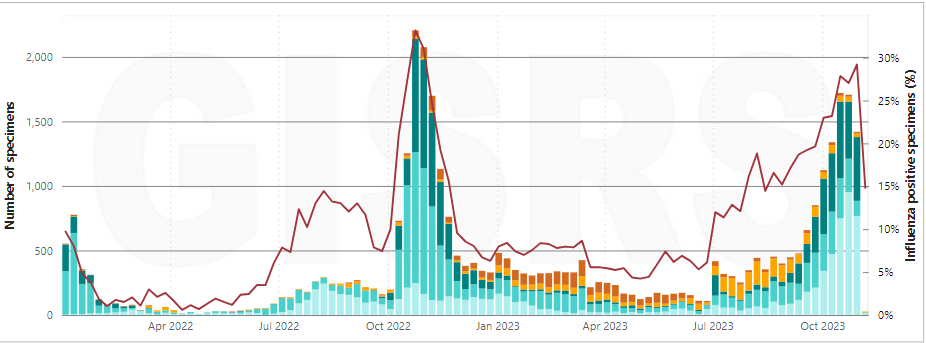 GISRS
Number of specimens
2,000
1,500
1,000
500
0
30%
25%
20%
15%
10%
5%
0%
Influenza positive specimens (%)
Apr 2022
Jul 2022
Oct 2022
Jan 2023
Apr 2023
Jul 2023
Oct 2023